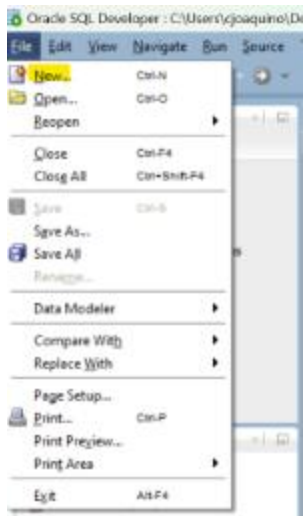 Oracle SQL Developer : C:\Users\cjoaquino\De
File Edit View Navigate Run Source
New... Ctrl-N
Open... Ctrl-O
Reopen
Close Ctrl-F4
Close All Ctrl+Shift-F4
Save Ctrl-S
Save As...
Save All
Rename...
Data Modeler
Compare With
Replace With
Page Setup...
Print... Ctrl-P
Print Preview...
Print Area
Exit Alt-F4